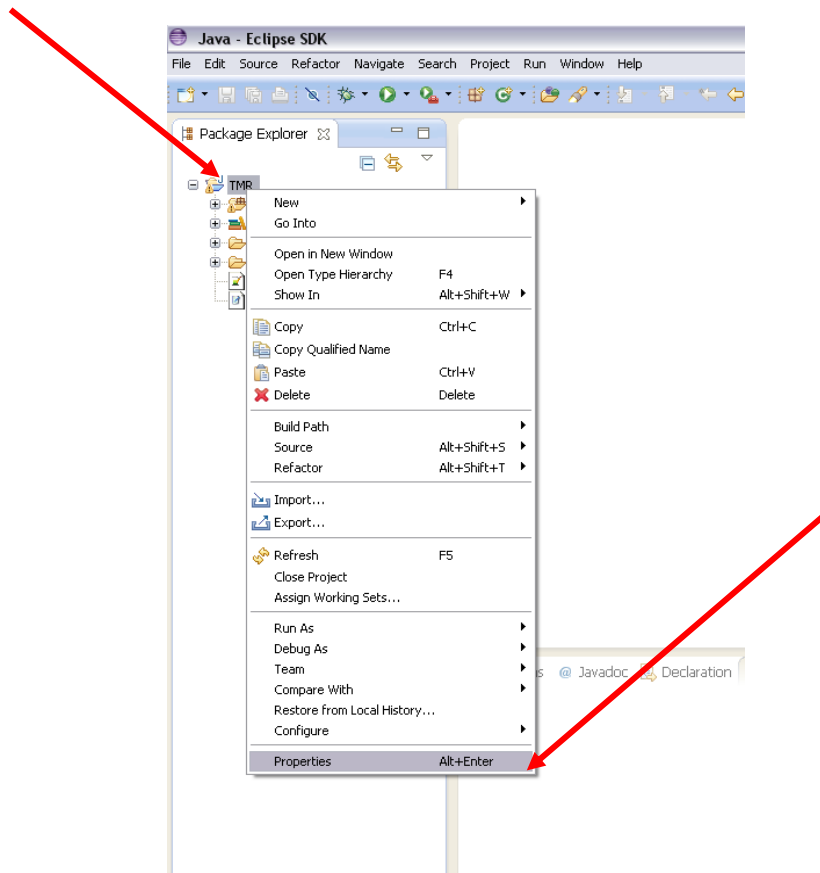 Java - Eclipse SDK
File Edit Source Refactor Navigate Search Project Run Window Help
Package Explorer
TMR
New
Go Into
Open in New Window
Open Type Hierarchy F4
Show In Alt+Shift+W
Copy Ctrl+C
Copy Qualified Name
Paste Ctrl+V
Delete Delete
Build Path
Source Alt+Shift+S
Refactor Alt+Shift+T
Import...
Export...
Refresh F5
Close Project
Assign Working Sets...
Run As
Debug As
Team
Compare With
Restore from Local History...
Configure
Properties Alt+Enter
@ Javadoc Declaration